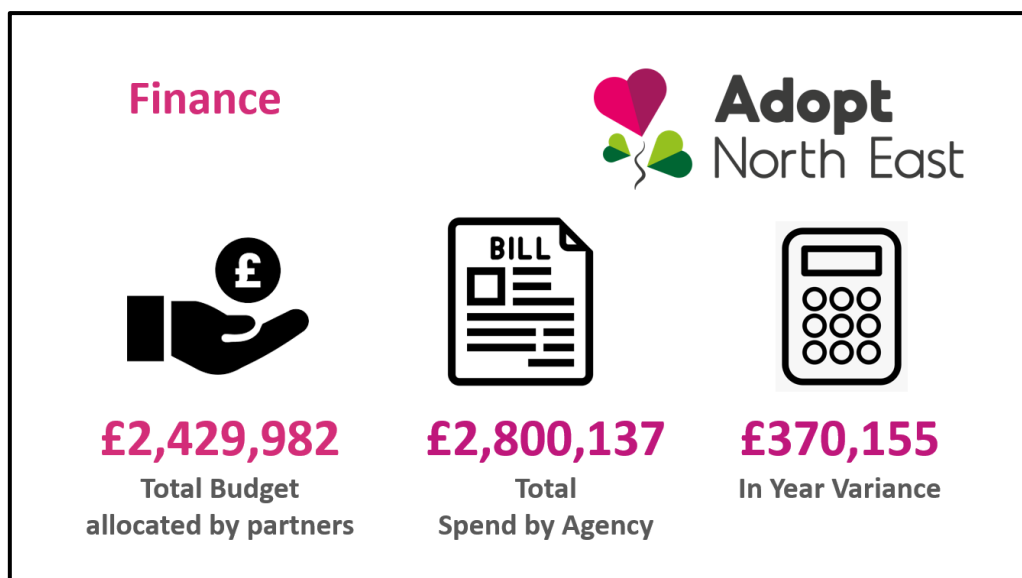 Finance
Adopt
North East
£
BILL
£2,429,982
Total Budget
allocated by partners
£2,800,137
Total
Spend by Agency
£370,155
In Year Variance